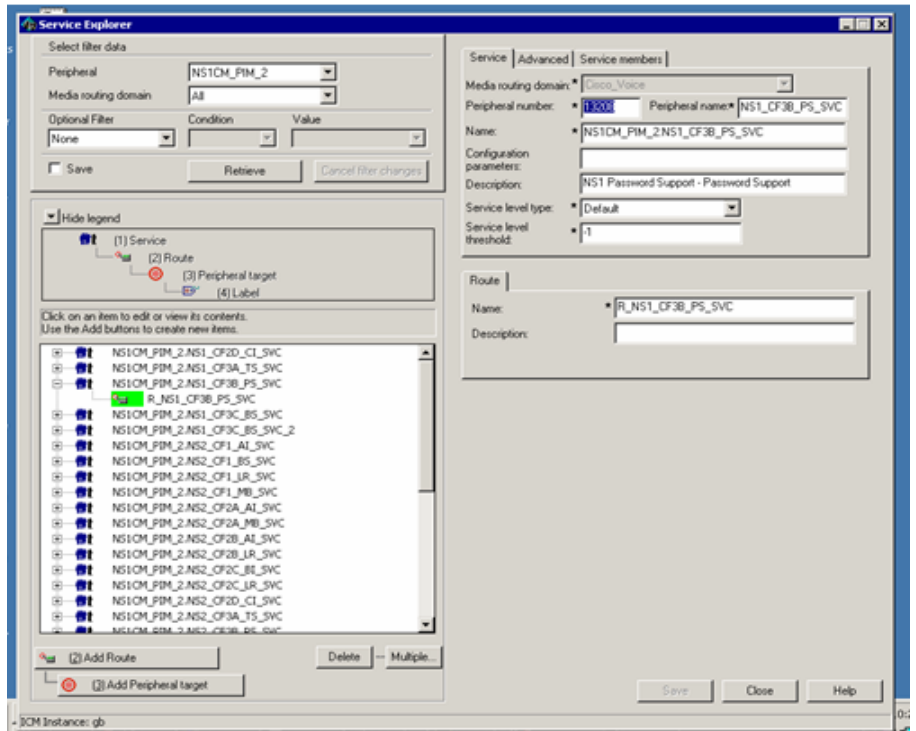 Service Explorer
Select filter data
Peripheral NS1CM_PIM_2
Media routing domain All
Optional Filter Condition Value
None
Save Retrieve Cancel filter changes
Hide legend
(1) Service
(2) Route
(3) Peripheral target
(4) Label
Click on an item to edit or view its contents.
Use the Add buttons to create new items.
NS1CM_PIM_2.NS1_CF2D_CI_SVC
NS1CM_PIM_2.NS1_CF3A_TS_SVC
NS1CM_PIM_2.NS1_CF3B_PS_SVC
R_NS1_CF3B_PS_SVC
NS1CM_PIM_2.NS1_CF3C_BS_SVC
NS1CM_PIM_2.NS1_CF3C_BS_SVC_2
NS1CM_PIM_2.NS2_CF1_AI_SVC
NS1CM_PIM_2.NS2_CF1_BS_SVC
NS1CM_PIM_2.NS2_CF1_LR_SVC
NS1CM_PIM_2.NS2_CF1_MB_SVC
NS1CM_PIM_2.NS2_CF2A_AI_SVC
NS1CM_PIM_2.NS2_CF2A_MB_SVC
NS1CM_PIM_2.NS2_CF2B_AI_SVC
NS1CM_PIM_2.NS2_CF2B_LR_SVC
NS1CM_PIM_2.NS2_CF2C_BI_SVC
NS1CM_PIM_2.NS2_CF2C_LR_SVC
NS1CM_PIM_2.NS2_CF2D_CI_SVC
NS1CM_PIM_2.NS2_CF3A_TS_SVC
NS1CM_PIM_2.NS2_CF3B_PS_SVC
(2) Add Route Delete Multiple...
(3) Add Peripheral target
ICM Instance: gb
Service Advanced Service members
Media routing domain: * Cisco_Voice
Peripheral number: * 13208 Peripheral name: * NS1_CF3B_PS_SVC
Name: * NS1CM_PIM_2.NS1_CF3B_PS_SVC
Configuration
parameters:
Description: NS1 Password Support - Password Support
Service level type: * Default
Service level
threshold: * -1
Route
Name: * R_NS1_CF3B_PS_SVC
Description:
Save Close Help